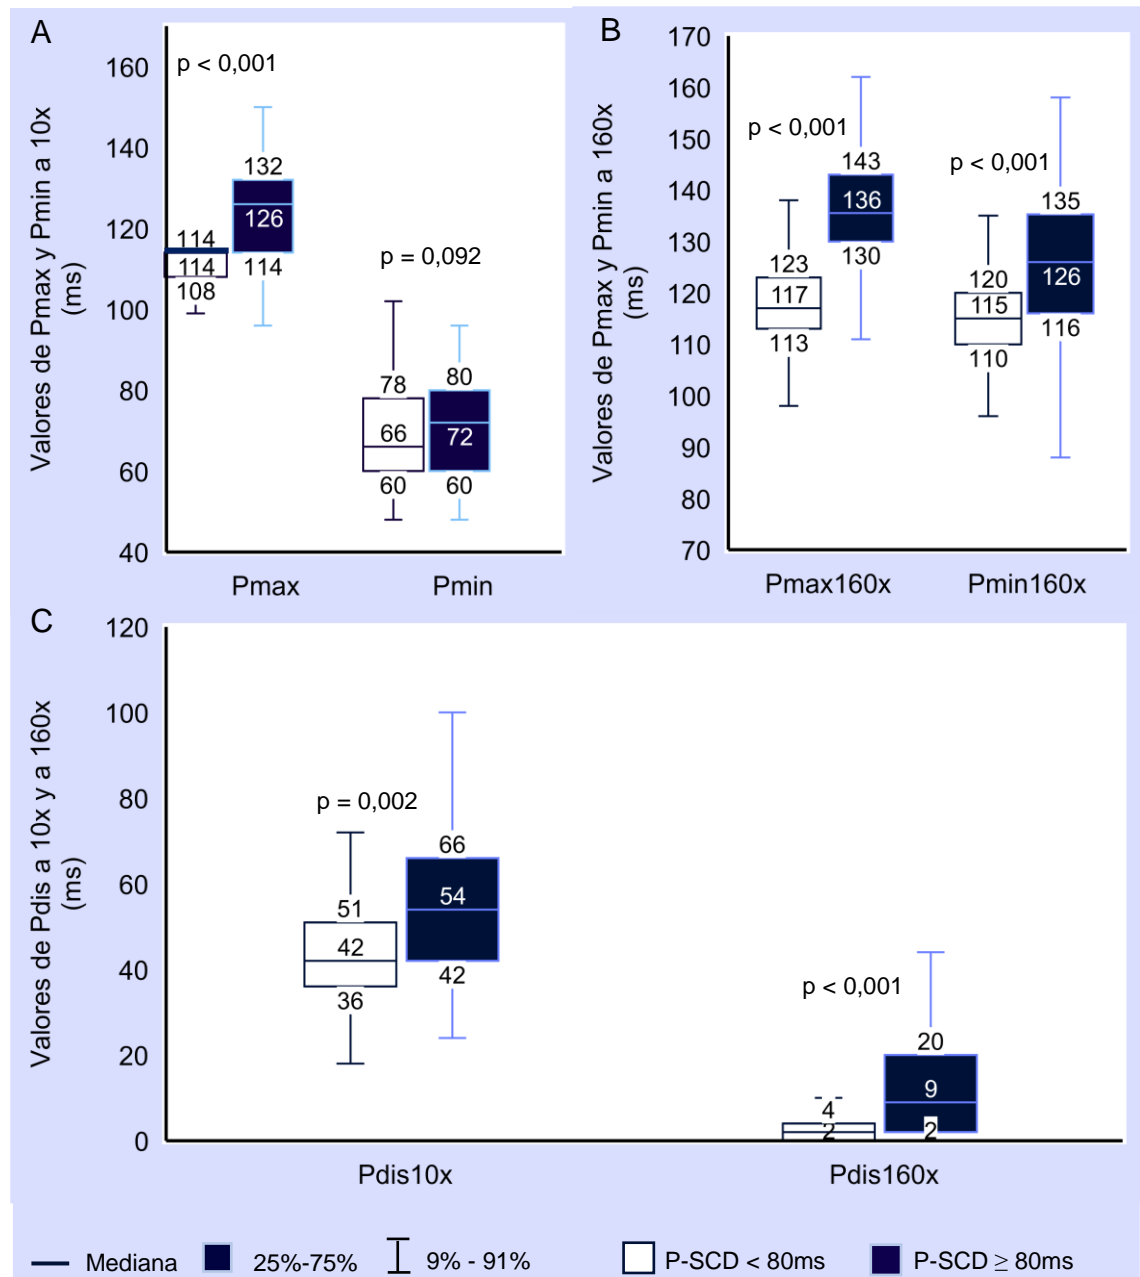 A
Valores de Pmax y Pmin a 10x
(ms)
160
140
120
100
80
60
40
p < 0,001
132
126
114
114
114
108
p = 0,092
78
66
60
80
72
60
Pmax
Pmin
B
Valores de Pmax y Pmin a 160x
(ms)
170
160
150
140
130
120
110
100
90
80
70
p < 0,001
143
136
130
123
117
113
p < 0,001
135
126
116
120
115
110
Pmax160x
Pmin160x
C
Valores de Pdis a 10x y a 160x
(ms)
120
100
80
60
40
20
0
p = 0,002
66
54
42
51
42
36
p < 0,001
20
9
2
4
2
Pdis10x
Pdis160x
Mediana
25%-75%
9% - 91%
P-SCD < 80ms
P-SCD ≥ 80ms